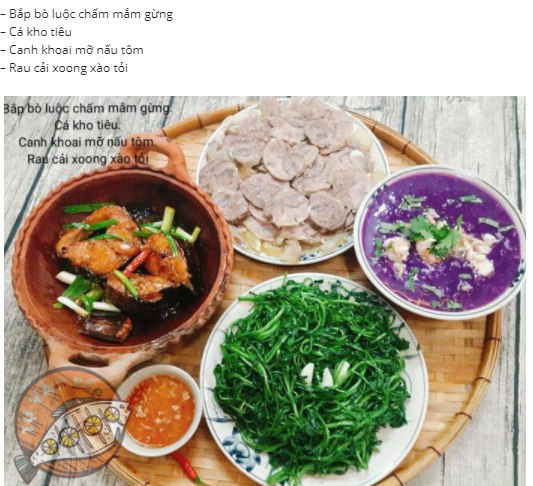 – Bắp bò luộc chấm mắm gừng
– Cá kho tiêu
– Canh khoai mỡ nấu tôm
– Rau cải xoong xào tỏi
Bắp bò luộc chấm mắm gừng.
Cá kho tiêu.
Canh khoai mỡ nấu tôm.
Rau cải xoong xào tỏi